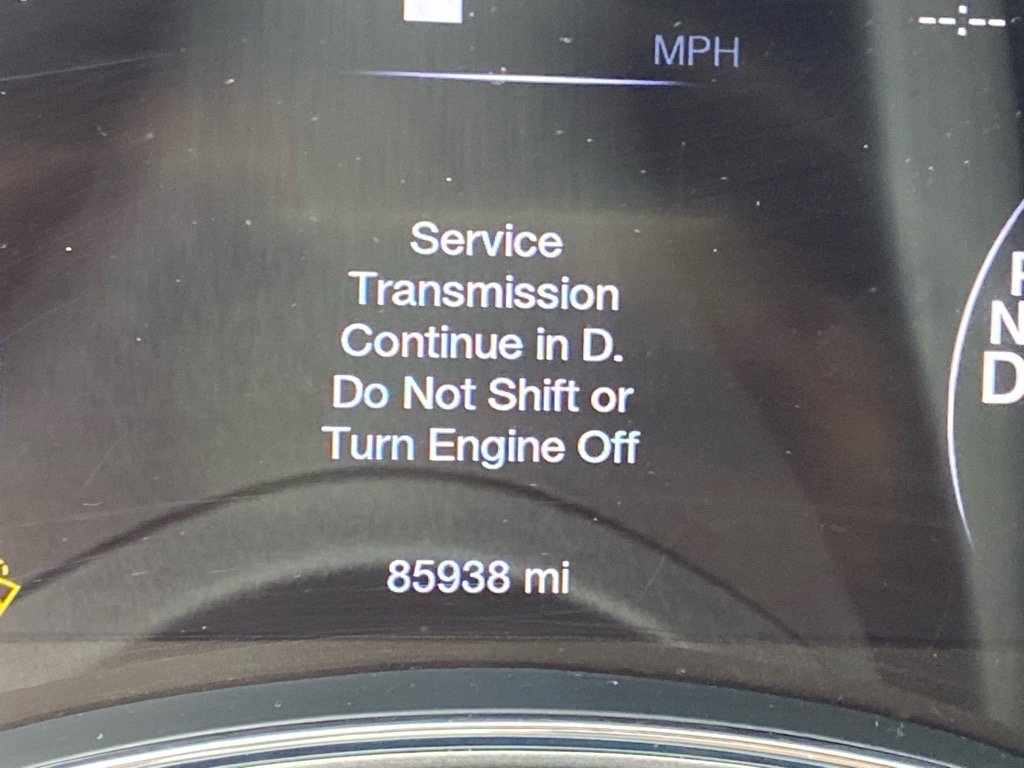 MPH
Service
Transmission
Continue in D.
Do Not Shift or
Turn Engine Off
N
D
85938 mi